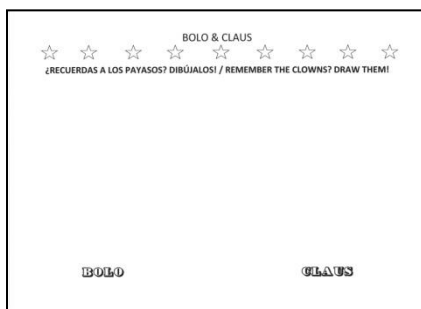 BOLO & CLAUS
¿RECUERDAS A LOS PAYASOS? DIBÚJALOS! / REMEMBER THE CLOWNS? DRAW THEM!
BOLO CLAUS